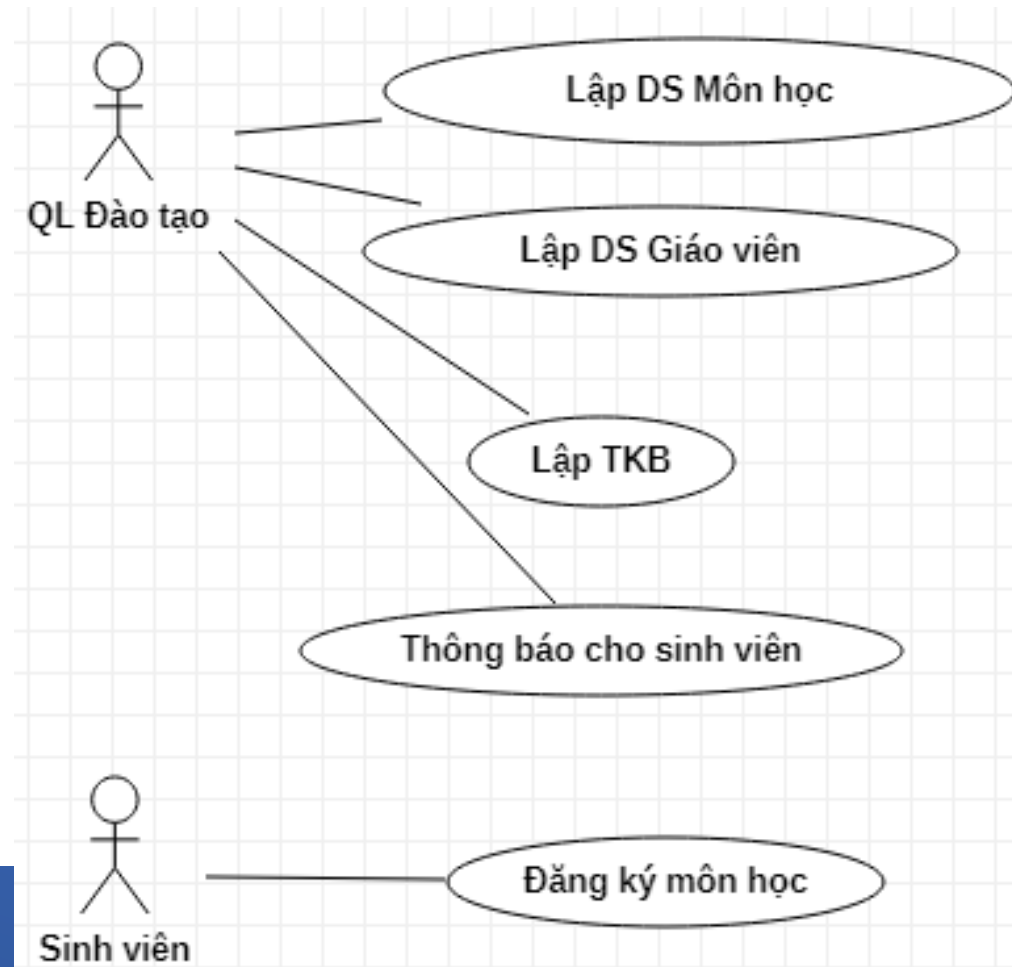 Lập DS Môn học
QL Đào tạo
Lập DS Giáo viên
Lập TKB
Thông báo cho sinh viên
Đăng ký môn học
Sinh viên